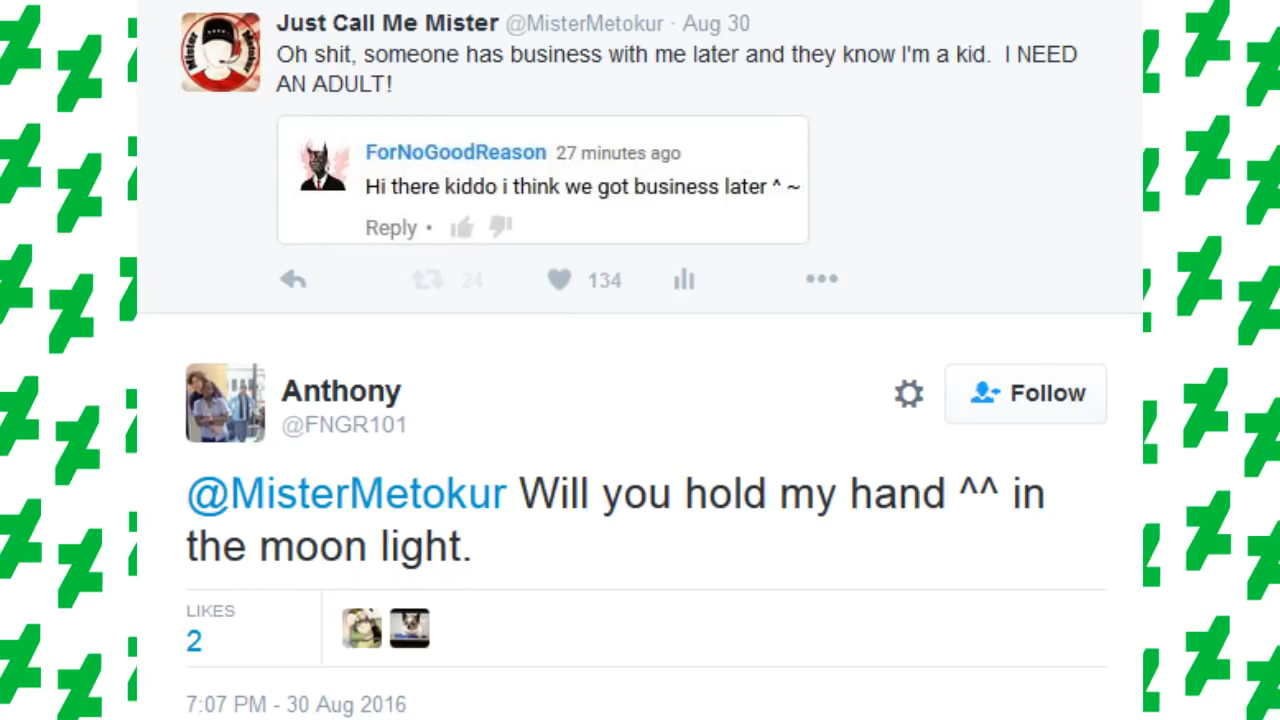 Just Call Me Mister @MisterMetokur · Aug 30
Oh shit, someone has business with me later and they know I'm a kid. I NEED
AN ADULT!
ForNoGoodReason 27 minutes ago
Hi there kiddo i think we got business later ^ ~
Reply •
24
134
Anthony
@FNGR101
Follow
@MisterMetokur Will you hold my hand ^^ in
the moon light.
LIKES
2
7:07 PM - 30 Aug 2016